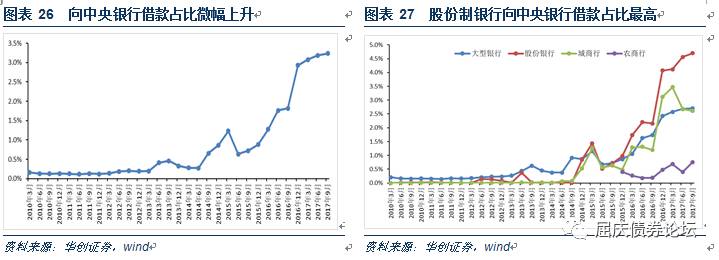 图表 26 向中央银行借款占比微幅上升
3.5%
3.0%
2.5%
2.0%
1.5%
1.0%
0.5%
0.0%
2010年3月
2010年6月
2010年9月
2010年12月
2011年3月
2011年6月
2011年9月
2011年12月
2012年3月
2012年6月
2012年9月
2012年12月
2013年3月
2013年6月
2013年9月
2013年12月
2014年3月
2014年6月
2014年9月
2014年12月
2015年3月
2015年6月
2015年9月
2015年12月
2016年3月
2016年6月
2016年9月
2016年12月
2017年3月
2017年6月
2017年9月
资料来源：华创证券，wind
图表 27 股份制银行向中央银行借款占比最高
大型银行
股份银行
城商行
农商行
5.0%
4.5%
4.0%
3.5%
3.0%
2.5%
2.0%
1.5%
1.0%
0.5%
0.0%
2010年3月
2010年6月
2010年9月
2010年12月
2011年3月
2011年6月
2011年9月
2011年12月
2012年3月
2012年6月
2012年9月
2012年12月
2013年3月
2013年6月
2013年9月
2013年12月
2014年3月
2014年6月
2014年9月
2014年12月
2015年3月
2015年6月
2015年9月
2015年12月
2016年3月
2016年6月
2016年9月
2016年12月
2017年3月
2017年6月
2017年9月
资料来源：华创证券，wind
屈庆债券论坛